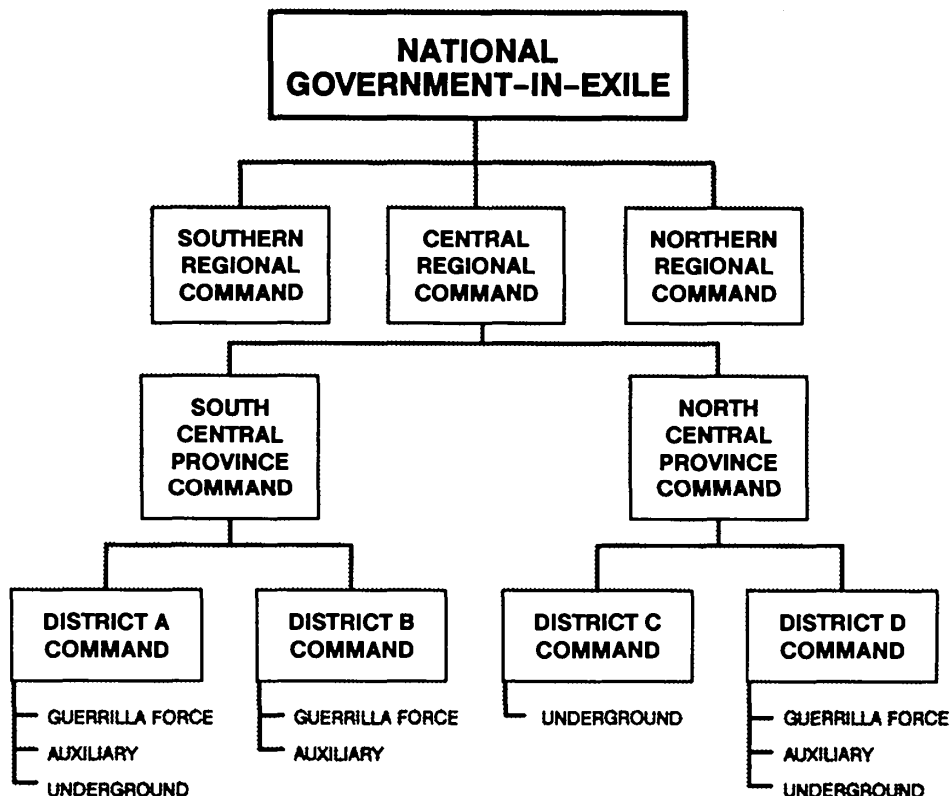 NATIONAL
GOVERNMENT-IN-EXILE
SOUTHERN
REGIONAL
COMMAND
CENTRAL
REGIONAL
COMMAND
NORTHERN
REGIONAL
COMMAND
SOUTH
CENTRAL
PROVINCE
COMMAND
NORTH
CENTRAL
PROVINCE
COMMAND
DISTRICT A
COMMAND
GUERRILLA FORCE
AUXILIARY
UNDERGROUND
DISTRICT B
COMMAND
GUERRILLA FORCE
AUXILIARY
DISTRICT C
COMMAND
UNDERGROUND
DISTRICT D
COMMAND
GUERRILLA FORCE
AUXILIARY
UNDERGROUND